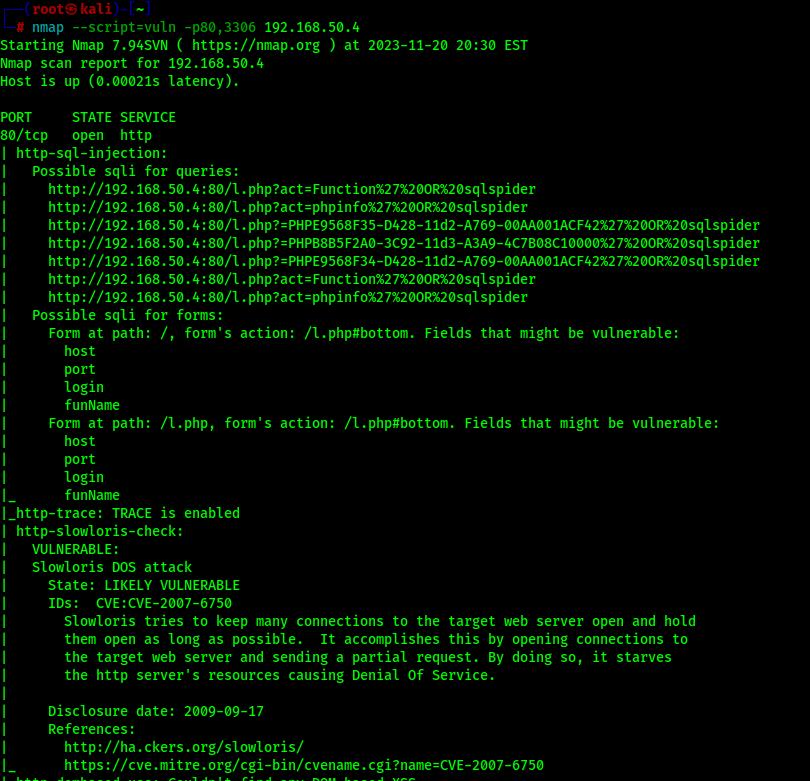 ┌──(root㉿kali)-[~]
└─# nmap --script=vuln -p80,3306 192.168.50.4
Starting Nmap 7.94SVN ( https://nmap.org ) at 2023-11-20 20:30 EST
Nmap scan report for 192.168.50.4
Host is up (0.00021s latency).

PORT     STATE SERVICE
80/tcp   open  http
| http-sql-injection:
|   Possible sqli for queries:
|     http://192.168.50.4:80/l.php?act=Function%27%20OR%20sqlspider
|     http://192.168.50.4:80/l.php?act=phpinfo%27%20OR%20sqlspider
|     http://192.168.50.4:80/l.php?=PHPE9568F35-D428-11d2-A769-00AA001ACF42%27%20OR%20sqlspider
|     http://192.168.50.4:80/l.php?=PHPB8B5F2A0-3C92-11d3-A3A9-4C7B08C10000%27%20OR%20sqlspider
|     http://192.168.50.4:80/l.php?=PHPE9568F34-D428-11d2-A769-00AA001ACF42%27%20OR%20sqlspider
|     http://192.168.50.4:80/l.php?act=Function%27%20OR%20sqlspider
|     http://192.168.50.4:80/l.php?act=phpinfo%27%20OR%20sqlspider
|   Possible sqli for forms:
|     Form at path: /, form's action: /l.php#bottom. Fields that might be vulnerable:
|       host
|       port
|       login
|       funName
|     Form at path: /l.php, form's action: /l.php#bottom. Fields that might be vulnerable:
|       host
|       port
|       login
|_      funName
|_http-trace: TRACE is enabled
| http-slowloris-check:
|   VULNERABLE:
|   Slowloris DOS attack
|     State: LIKELY VULNERABLE
|     IDs:  CVE:CVE-2007-6750
|       Slowloris tries to keep many connections to the target web server open and hold
|       them open as long as possible.  It accomplishes this by opening connections to
|       the target web server and sending a partial request. By doing so, it starves
|       the http server's resources causing Denial Of Service.
|
|     Disclosure date: 2009-09-17
|     References:
|       http://ha.ckers.org/slowloris/
|_      https://cve.mitre.org/cgi-bin/cvename.cgi?name=CVE-2007-6750
|_http-dombased-xss: Couldn't find any DOM based XSS.